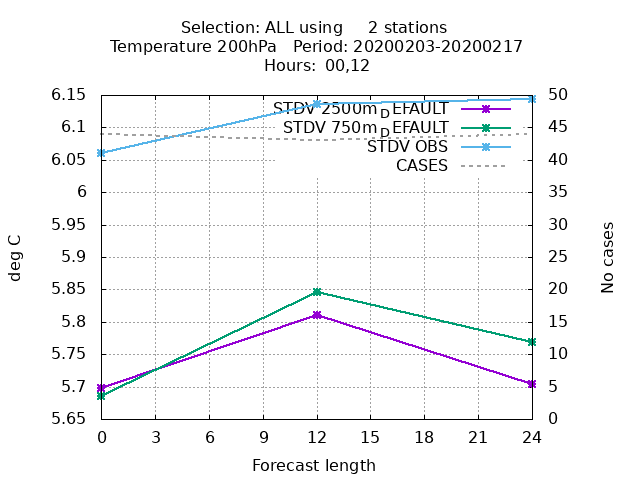 Selection: ALL using     2 stations
Temperature 200hPa   Period: 20200203-20200217
Hours: 00,12
6.15
6.1
6.05
6
5.95
5.9
5.85
5.8
5.75
5.7
5.65
deg C
STDV 2500m_DEFAULT
STDV 750m_DEFAULT
STDV OBS
CASES
50
45
40
35
30
25
20
15
10
5
0
No cases
0 3 6 9 12 15 18 21 24
Forecast length